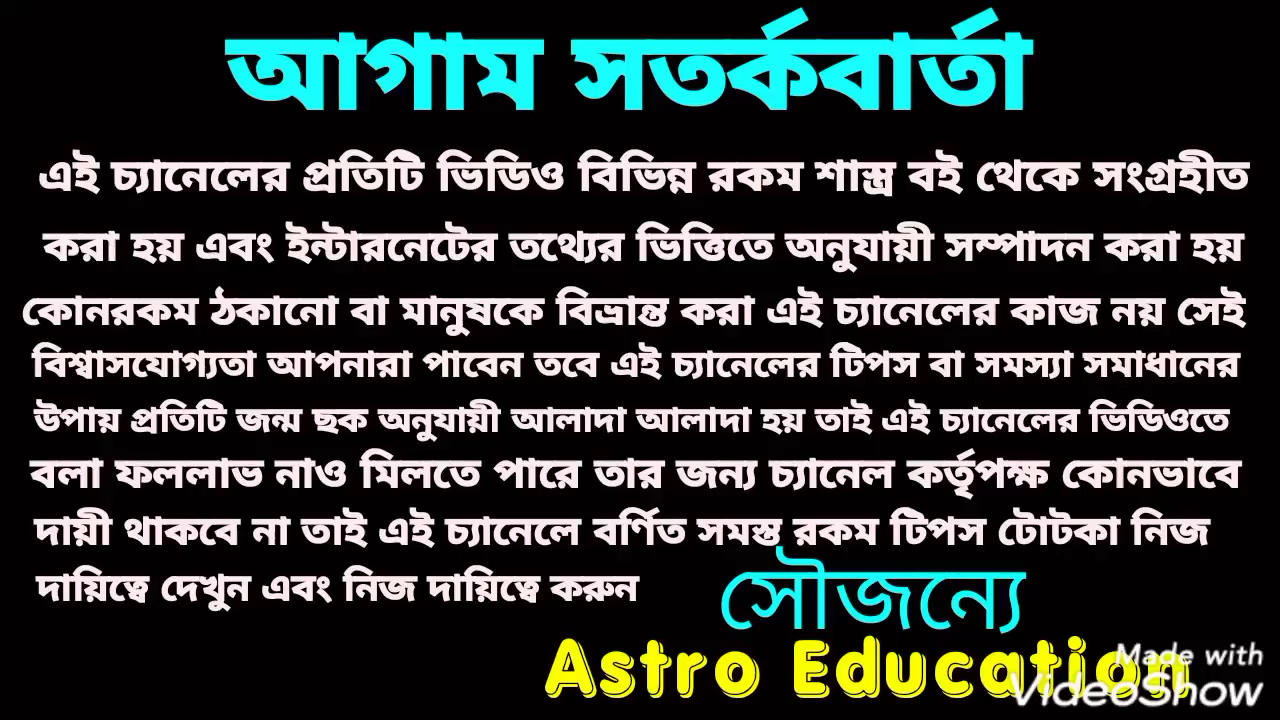 আগাম সতর্কবার্তা
এই চ্যানেলের প্রতিটি ভিডিও বিভিন্ন রকম শাস্ত্র বই থেকে সংগ্রহীত
করা হয় এবং ইন্টারনেটের তথ্যের ভিত্তিতে অনুযায়ী সম্পাদন করা হয়
কোনরকম ঠকানো বা মানুষকে বিভ্রান্ত করা এই চ্যানেলের কাজ নয় সেই
বিশ্বাসযোগ্যতা আপনারা পাবেন তবে এই চ্যানেলের টিপস বা সমস্যা সমাধানের
উপায় প্রতিটি জন্ম ছক অনুযায়ী আলাদা আলাদা হয় তাই এই চ্যানেলের ভিডিওতে
বলা ফললাভ নাও মিলতে পারে তার জন্য চ্যানেল কর্তৃপক্ষ কোনভাবে
দায়ী থাকবে না তাই এই চ্যানেলে বর্ণিত সমস্ত রকম টিপস টোটকা নিজ
দায়িত্বে দেখুন এবং নিজ দায়িত্বে করুন
সৌজন্যে
Astro Education
Made with
VideoShow